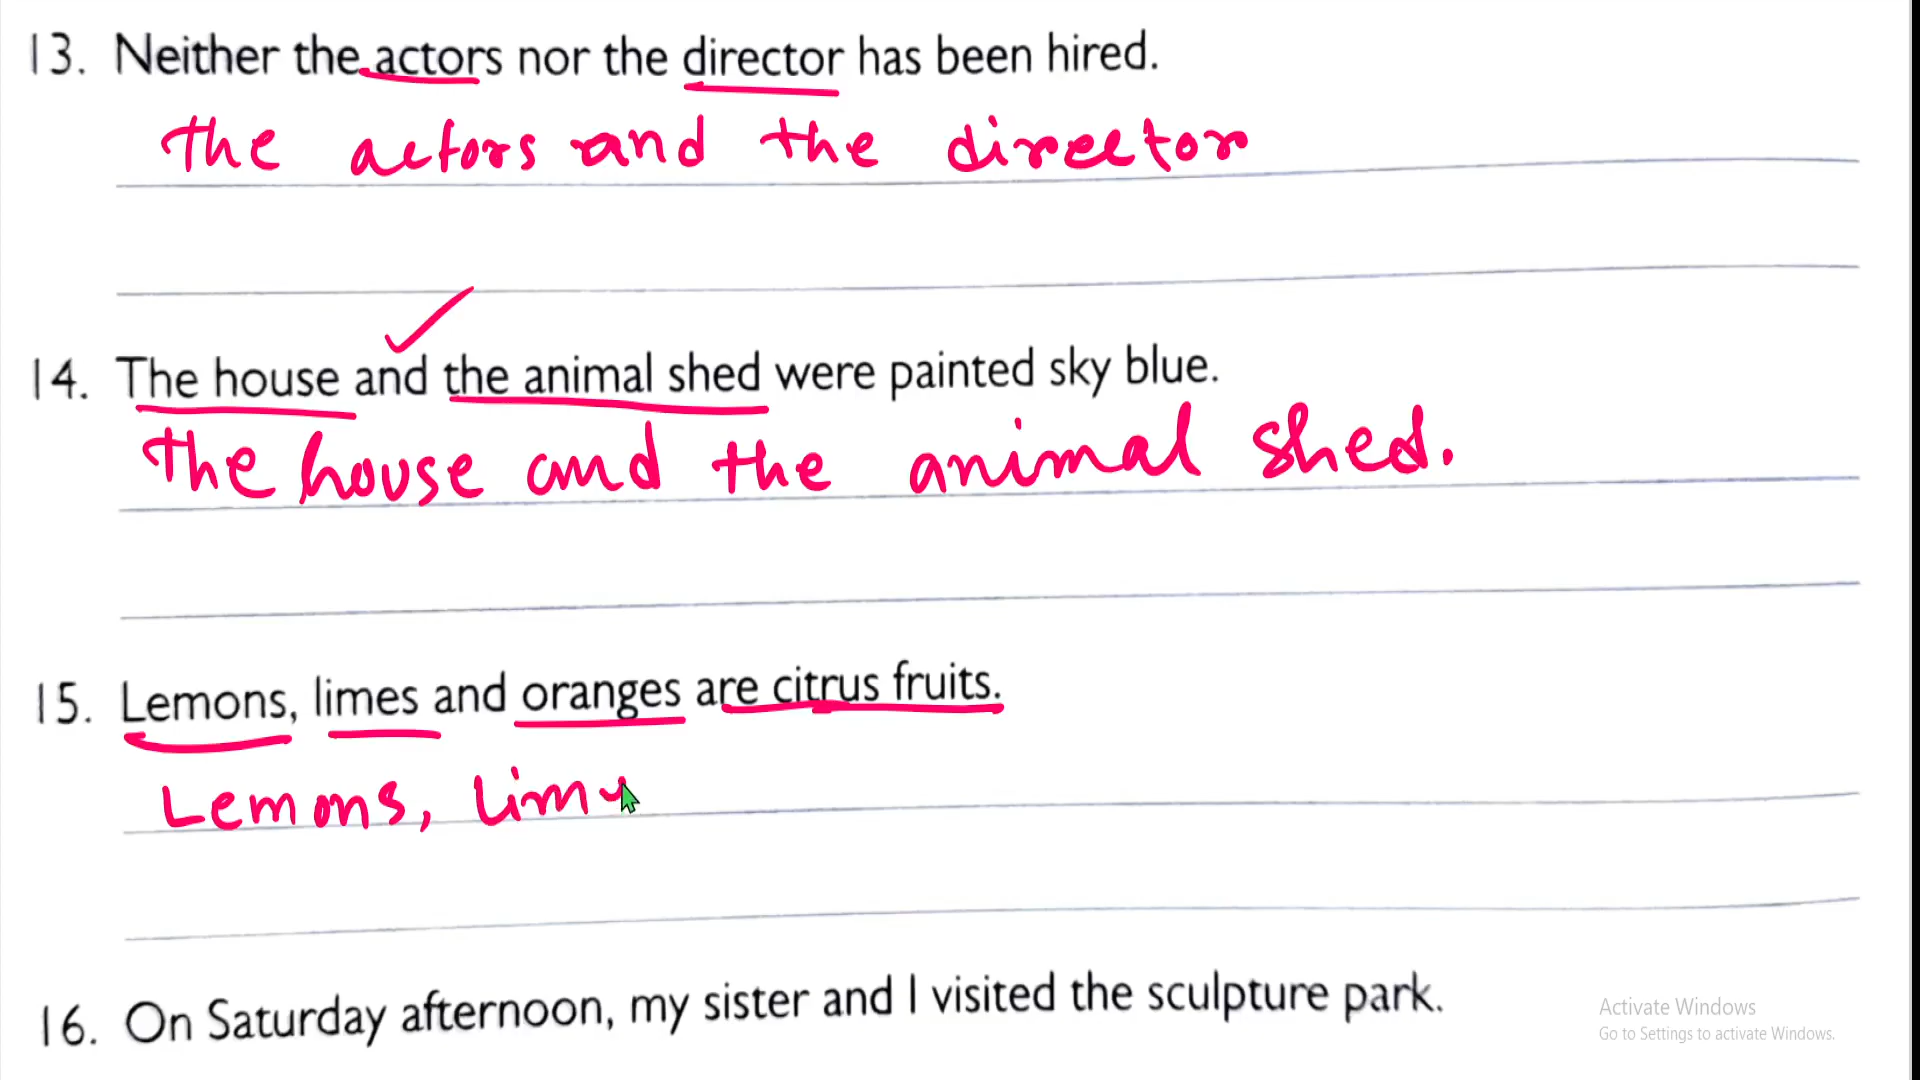 13. Neither the actors nor the director has been hired.
the actors and the director
14. The house and the animal shed were painted sky blue.
the house and the animal shed.
15. Lemons, limes and oranges are citrus fruits.
Lemons, lim
16. On Saturday afternoon, my sister and I visited the sculpture park.
Activate Windows
Go to Settings to activate Windows.